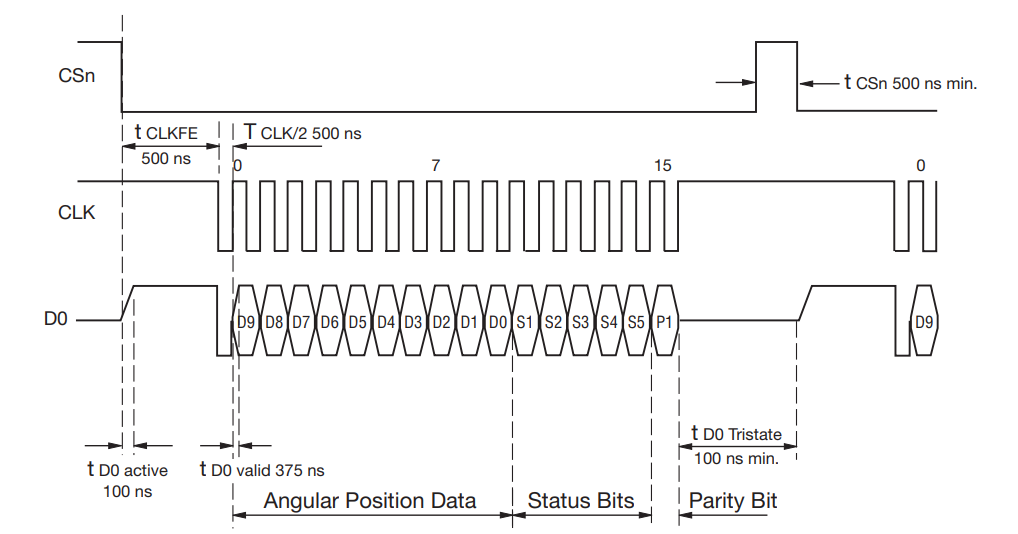 CSn
t CSn 500 ns min.
t CLKFE
500 ns
T CLK/2 500 ns
0
7
15
0
CLK
D0
D9
D8
D7
D6
D5
D4
D3
D2
D1
D0
S1
S2
S3
S4
S5
P1
D9
t D0 active
100 ns
t D0 valid 375 ns
t D0 Tristate
100 ns min.
Angular Position Data
Status Bits
Parity Bit